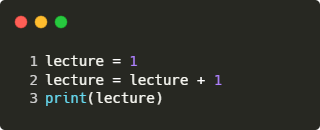 1 lecture = 1
2 lecture = lecture + 1
3 print(lecture)